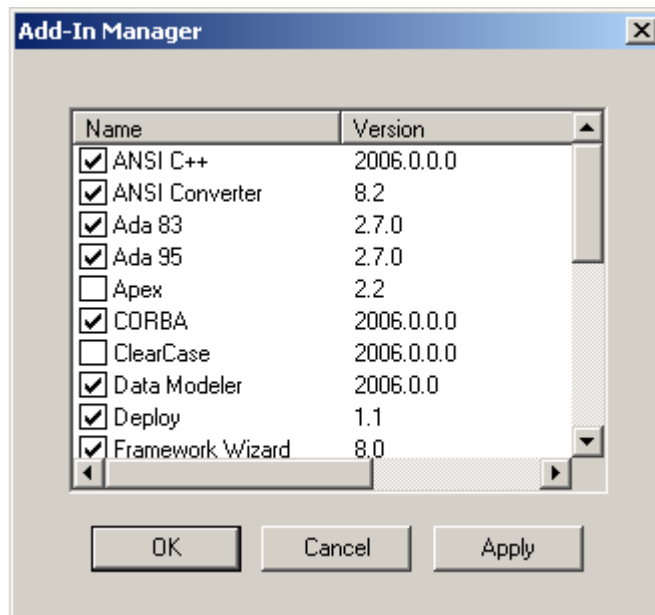 Add-In Manager
Name Version
ANSI C++ 2006.0.0.0
ANSI Converter 8.2
Ada 83 2.7.0
Ada 95 2.7.0
Apex 2.2
CORBA 2006.0.0.0
ClearCase 2006.0.0.0
Data Modeler 2006.0.0
Deploy 1.1
Framework Wizard 8.0
OK Cancel Apply